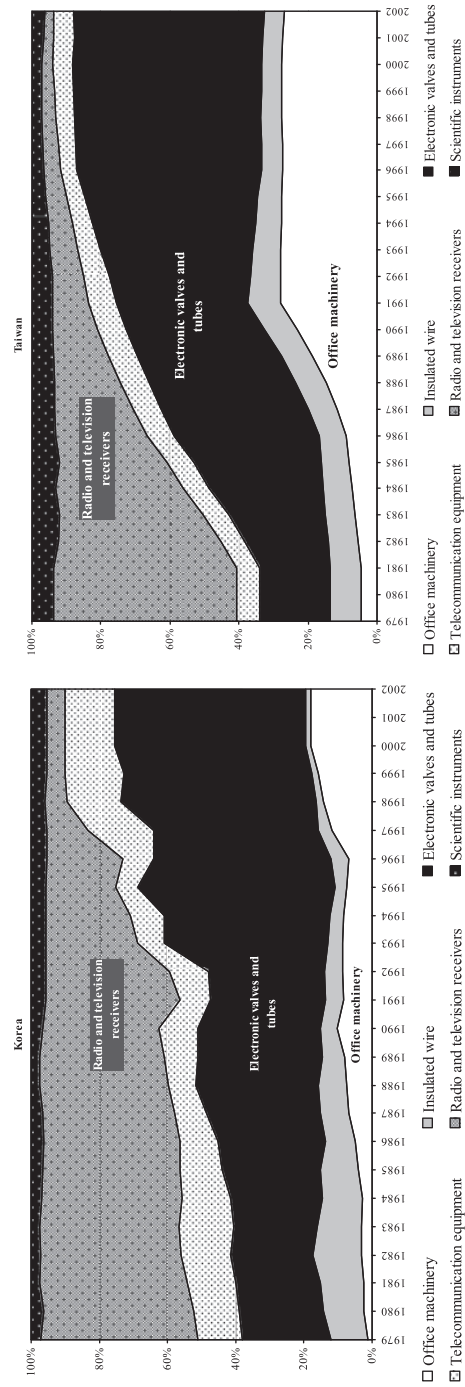 Korea
100%
80%
60%
40%
20%
0%
Radio and television
receivers
Electronic valves and
tubes
Office machinery
1979 1980 1981 1982 1983 1984 1985 1986 1987 1988 1989 1990 1991 1992 1993 1994 1995 1996 1997 1998 1999 2000 2001 2002
Office machinery Insulated wire Electronic valves and tubes
Telecommunication equipment Radio and television receivers Scientific instruments
Taiwan
100%
80%
60%
40%
20%
0%
Radio and television
receivers
Electronic valves and
tubes
Office machinery
1979 1980 1981 1982 1983 1984 1985 1986 1987 1988 1989 1990 1991 1992 1993 1994 1995 1996 1997 1998 1999 2000 2001 2002
Office machinery Insulated wire Electronic valves and tubes
Telecommunication equipment Radio and television receivers Scientific instruments